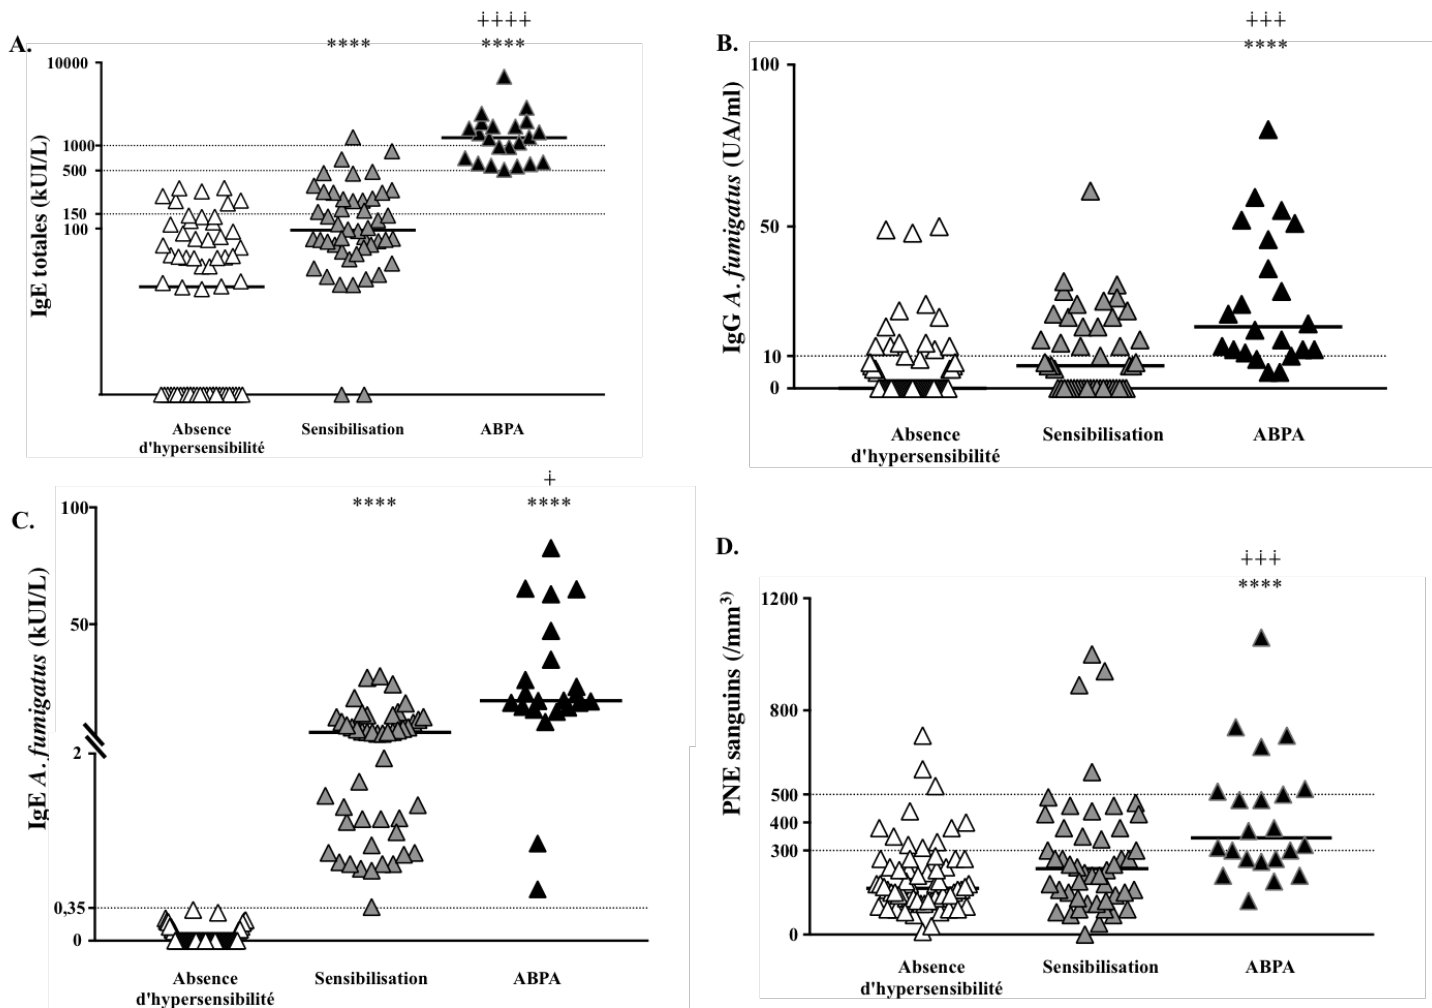 A.
IgE totales (kUI/L)
ǂǂǂǂ
**** ****
10000
1000
500
150
100
Absence d'hypersensibilité
Sensibilisation
ABPA
B.
IgG A. fumigatus (UA/ml)
ǂǂǂ
****
100
50
10
0
Absence d'hypersensibilité
Sensibilisation
ABPA
C.
IgE A. fumigatus (kUI/L)
ǂ
**** ****
100
50
2
0,35
0
Absence d'hypersensibilité
Sensibilisation
ABPA
D.
PNE sanguins (/mm³)
ǂǂǂ
****
1200
800
500
400
300
0
Absence d'hypersensibilité
Sensibilisation
ABPA